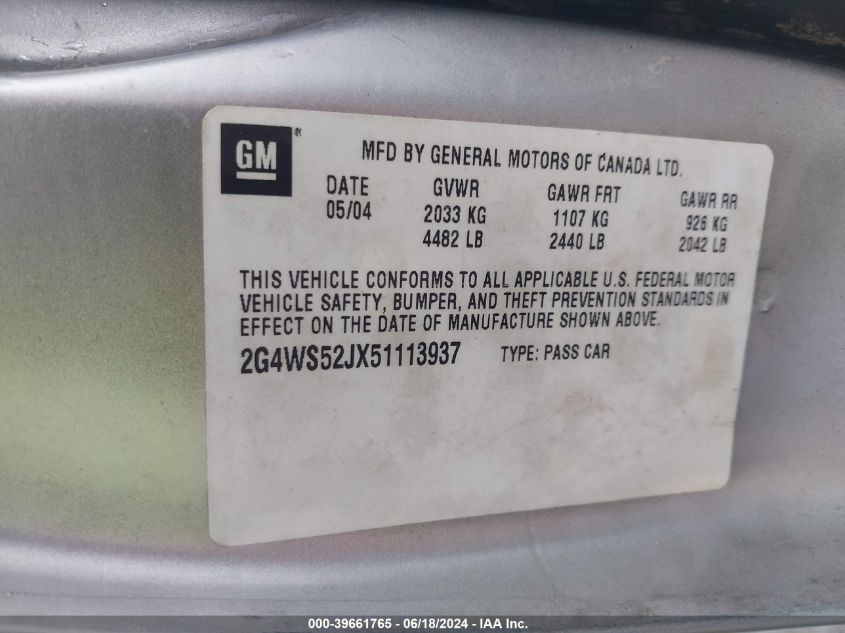 GM ® MFD BY GENERAL MOTORS OF CANADA LTD.
DATE GVWR GAWR FRT GAWR RR
05/04 2033 KG 1107 KG 926 KG
4482 LB 2440 LB 2042 LB
THIS VEHICLE CONFORMS TO ALL APPLICABLE U.S. FEDERAL MOTOR
VEHICLE SAFETY, BUMPER, AND THEFT PREVENTION STANDARDS IN
EFFECT ON THE DATE OF MANUFACTURE SHOWN ABOVE.
2G4WS52JX51113937 TYPE: PASS CAR
000-39661765 - 06/18/2024 - IAA Inc.